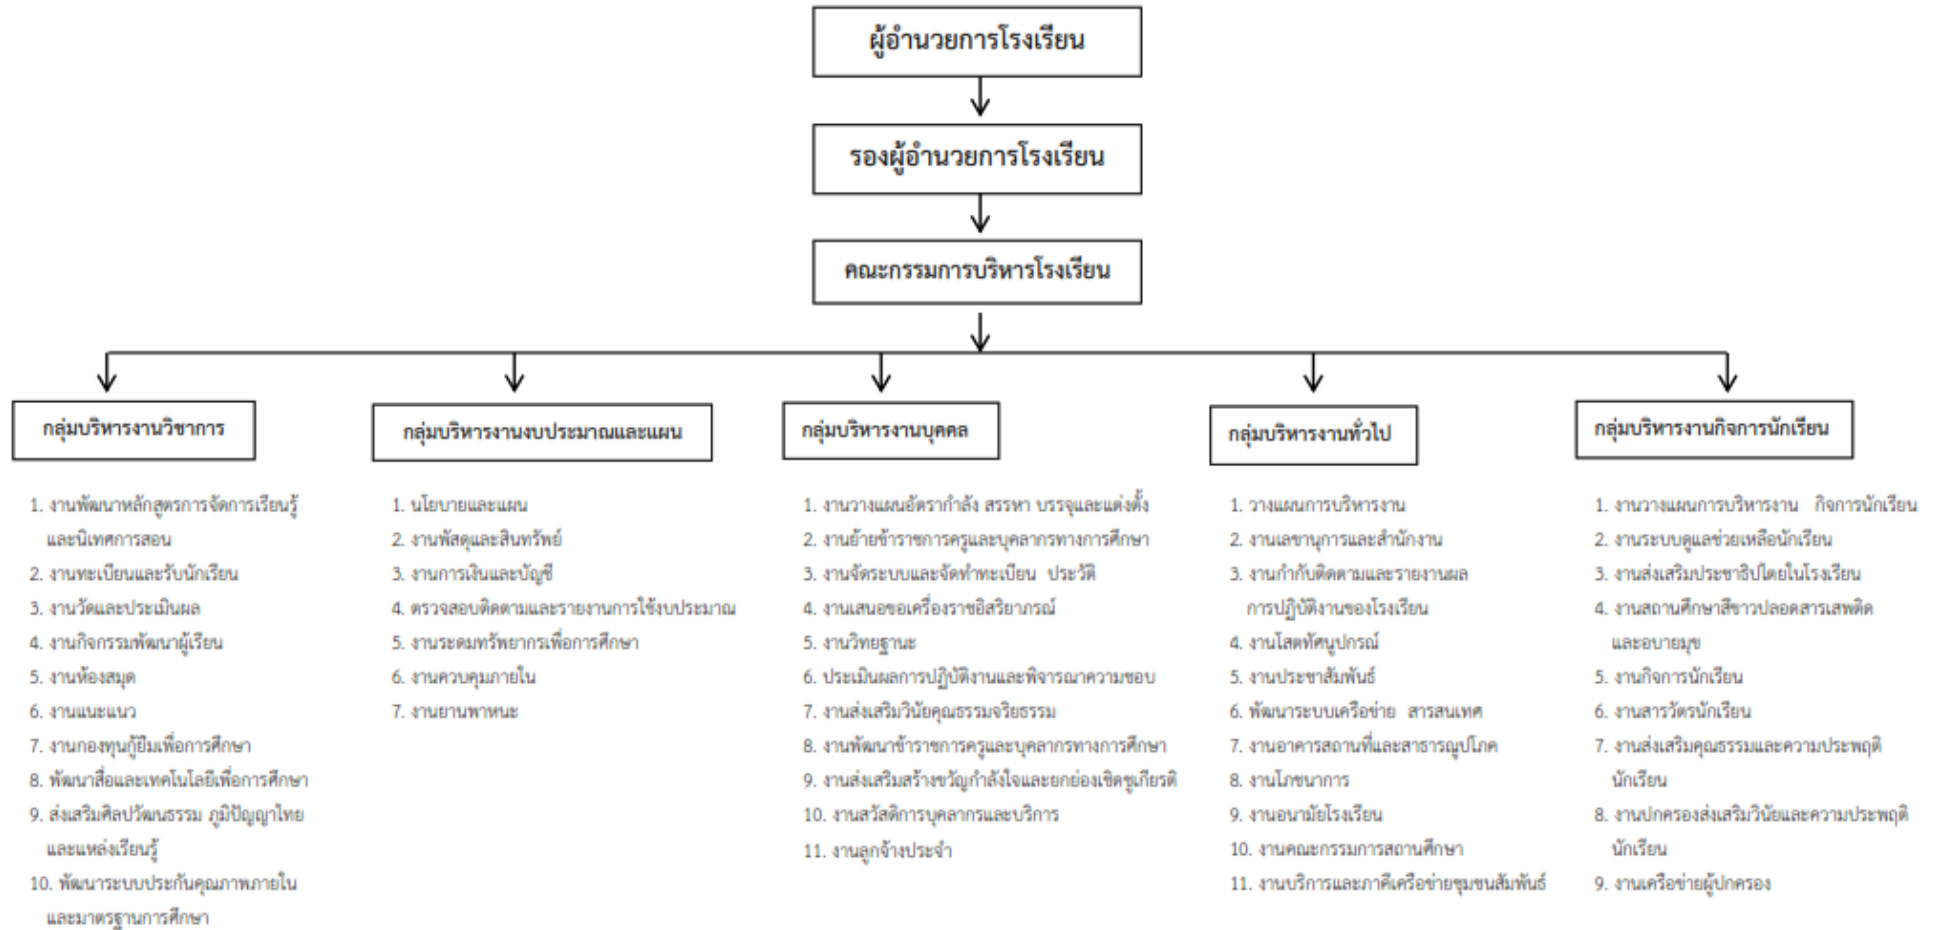 ผู้อำนวยการโรงเรียน
รองผู้อำนวยการโรงเรียน
คณะกรรมการบริหารโรงเรียน
กลุ่มบริหารงานวิชาการ
1. งานพัฒนาหลักสูตรการจัดการเรียนรู้
และนิเทศการสอน
2. งานทะเบียนและรับนักเรียน
3. งานวัดและประเมินผล
4. งานกิจกรรมพัฒนาผู้เรียน
5. งานห้องสมุด
6. งานแนะแนว
7. งานกองทุนกู้ยืมเพื่อการศึกษา
8. พัฒนาสื่อและเทคโนโลยีเพื่อการศึกษา
9. ส่งเสริมศิลปวัฒนธรรม ภูมิปัญญาไทย
และแหล่งเรียนรู้
10. พัฒนาระบบประกันคุณภาพภายใน
และมาตรฐานการศึกษา
กลุ่มบริหารงานงบประมาณและแผน
1. นโยบายและแผน
2. งานพัสดุและสินทรัพย์
3. งานการเงินและบัญชี
4. ตรวจสอบติดตามและรายงานการใช้งบประมาณ
5. งานระดมทรัพยากรเพื่อการศึกษา
6. งานควบคุมภายใน
7. งานยานพาหนะ
กลุ่มบริหารงานบุคคล
1. งานวางแผนอัตรากำลัง สรรหา บรรจุและแต่งตั้ง
2. งานย้ายข้าราชการครูและบุคลากรทางการศึกษา
3. งานจัดระบบและจัดทำทะเบียน ประวัติ
4. งานเสนอขอเครื่องราชอิสริยาภรณ์
5. งานวิทยฐานะ
6. ประเมินผลการปฏิบัติงานและพิจารณาความชอบ
7. งานส่งเสริมวินัยคุณธรรมจริยธรรม
8. งานพัฒนาข้าราชการครูและบุคลากรทางการศึกษา
9. งานส่งเสริมสร้างขวัญกำลังใจและยกย่องเชิดชูเกียรติ
10. งานสวัสดิการบุคลากรและบริการ
11. งานลูกจ้างประจำ
กลุ่มบริหารงานทั่วไป
1. วางแผนการบริหารงาน
2. งานเลขานุการและสำนักงาน
3. งานกำกับติดตามและรายงานผล
การปฏิบัติงานของโรงเรียน
4. งานโสตทัศนูปกรณ์
5. งานประชาสัมพันธ์
6. พัฒนาระบบเครือข่าย สารสนเทศ
7. งานอาคารสถานที่และสาธารณูปโภค
8. งานโภชนาการ
9. งานอนามัยโรงเรียน
10. งานคณะกรรมการสถานศึกษา
11. งานบริการและภาคีเครือข่ายชุมชนสัมพันธ์
กลุ่มบริหารงานกิจการนักเรียน
1. งานวางแผนการบริหารงาน กิจการนักเรียน
2. งานระบบดูแลช่วยเหลือนักเรียน
3. งานส่งเสริมประชาธิปไตยในโรงเรียน
4. งานสถานศึกษาสีขาวปลอดสารเสพติด
และอบายมุข
5. งานกิจการนักเรียน
6. งานสารวัตรนักเรียน
7. งานส่งเสริมคุณธรรมและความประพฤติ
นักเรียน
8. งานปกครองส่งเสริมวินัยและความประพฤติ
นักเรียน
9. งานเครือข่ายผู้ปกครอง